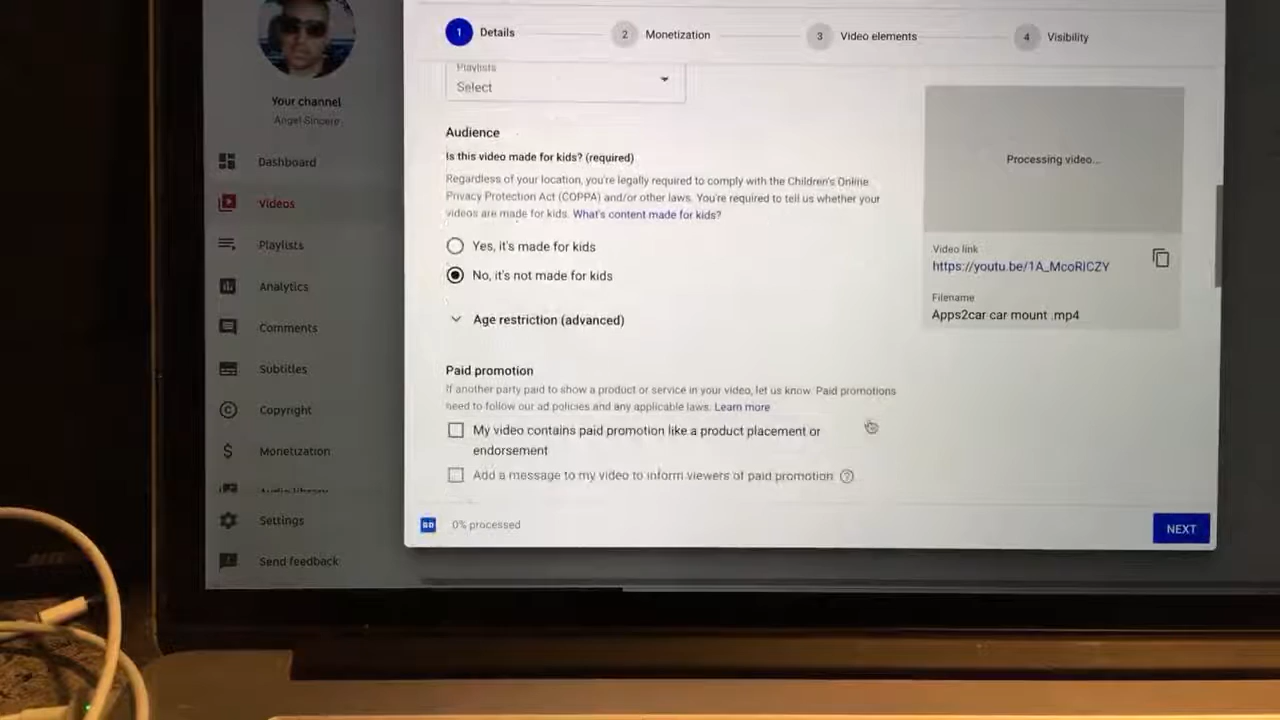 1 Details
2 Monetization
3 Video elements
4 Visibility
Your channel
Angel Sincere
Dashboard
Videos
Playlists
Analytics
Comments
Subtitles
Copyright
Monetization
Audio library
Settings
Send feedback
Playlists
Select
Audience
Is this video made for kids? (required)
Regardless of your location, you're legally required to comply with the Children's Online
Privacy Protection Act (COPPA) and/or other laws. You're required to tell us whether your
videos are made for kids. What's content made for kids?
Yes, it's made for kids
No, it's not made for kids
Age restriction (advanced)
Paid promotion
If another party paid to show a product or service in your video, let us know. Paid promotions
need to follow our ad policies and any applicable laws. Learn more
My video contains paid promotion like a product placement or
endorsement
Add a message to my video to inform viewers of paid promotion
Processing video...
Video link
https://youtu.be/1A_McoRICZY
Filename
Apps2car car mount .mp4
SD 0% processed
NEXT